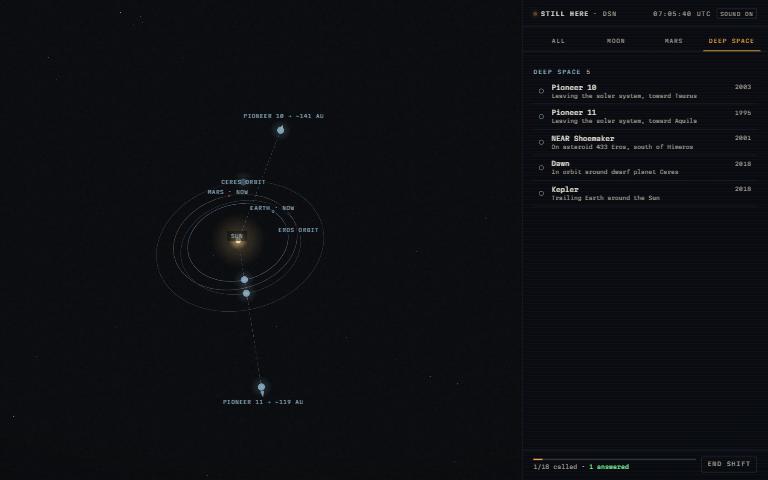 STILL HERE · DSN
07:05:40 UTC
SOUND ON
ALL
MOON
MARS
DEEP SPACE
DEEP SPACE 5
Pioneer 10
2003
Leaving the solar system, toward Taurus
Pioneer 11
1995
Leaving the solar system, toward Aquila
NEAR Shoemaker
2001
On asteroid 433 Eros, south of Himeros
Dawn
2018
In orbit around dwarf planet Ceres
Kepler
2018
Trailing Earth around the Sun
PIONEER 10 → ~141 AU
CERES ORBIT
MARS · NOW
EARTH · NOW
EROS ORBIT
SUN
PIONEER 11 → ~119 AU
1/18 called · 1 answered
END SHIFT